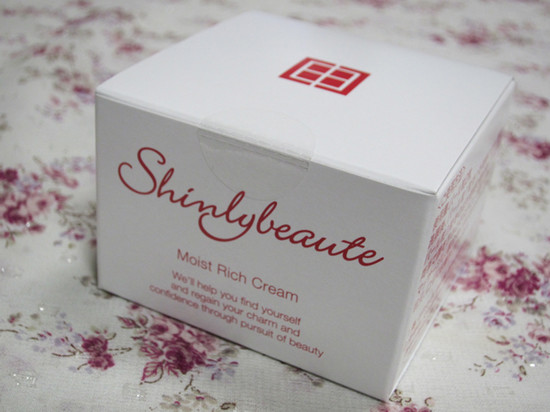 Shinlybeaute
Moist Rich Cream
We'll help you find yourself
and regain your charm and
confidence through pursuit of beauty